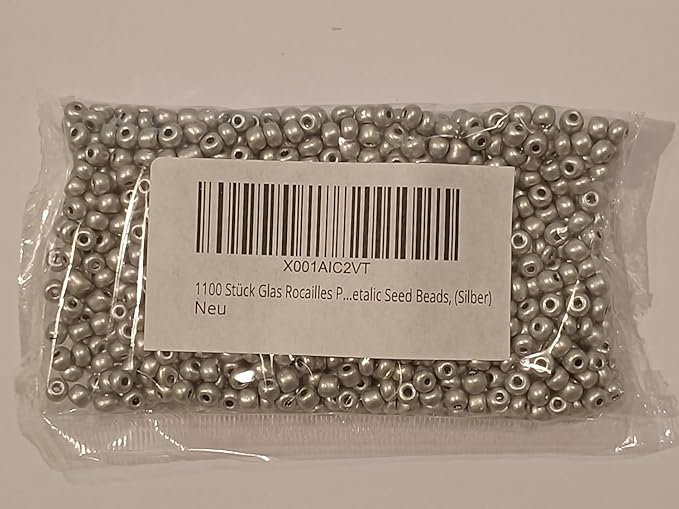 X001AIC2VT
1100 Stück Glas Rocailles P...etalic Seed Beads, (Silber)
Neu